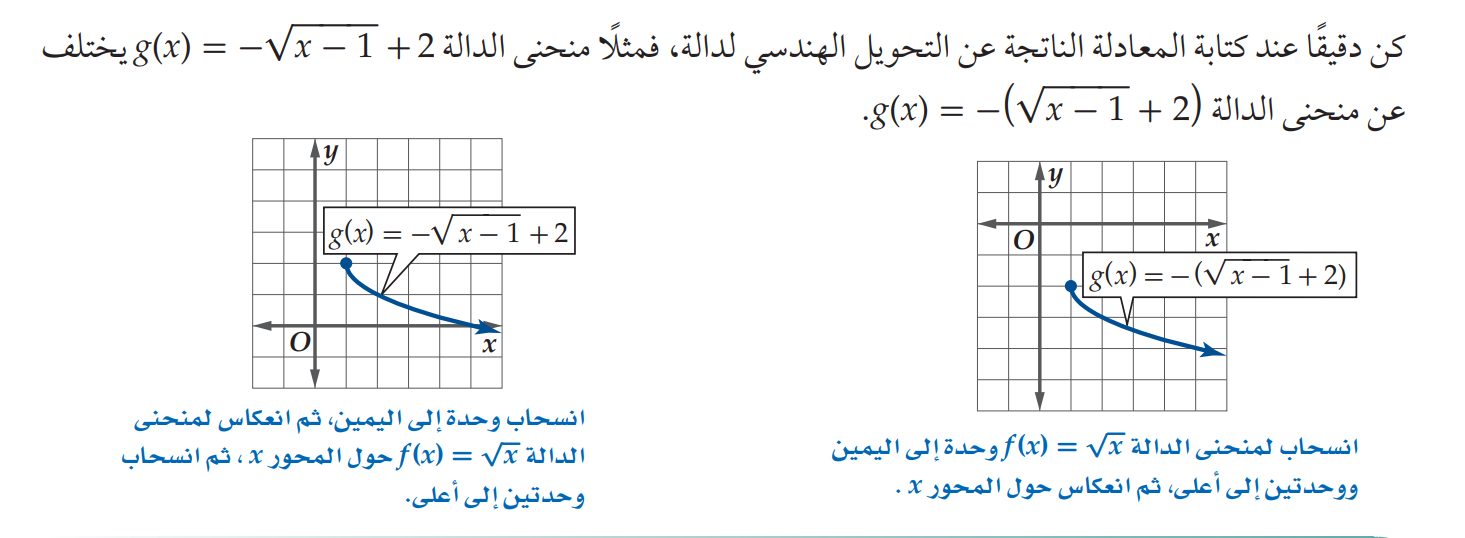 كن دقيقًا عند كتابة المعادلة الناتجة عن التحويل الهندسي لدالة، فمثلًا منحنى الدالة g(x) = −√(x − 1) + 2 يختلف
عن منحنى الدالة g(x) = −(√(x − 1) + 2).
y
g(x) = −(√(x − 1) + 2)
O
x
انسحاب لمنحنى الدالة f(x) = √x وحدة إلى اليمين
ووحدتين إلى أعلى، ثم انعكاس حول المحور x .
y
g(x) = −√(x − 1) + 2
O
x
انسحاب وحدة إلى اليمين، ثم انعكاس لمنحنى
الدالة f(x) = √x حول المحور x ، ثم انسحاب
وحدتين إلى أعلى.